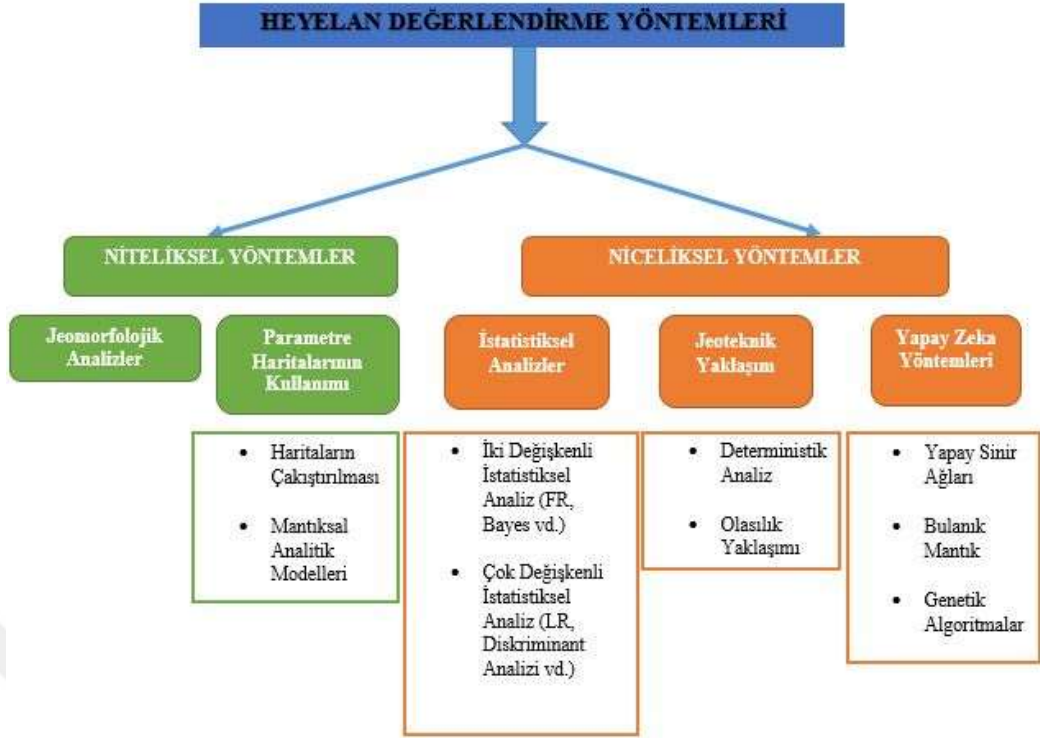 HEYELAN DEĞERLENDİRME YÖNTEMLERİ
NİTELİKSEL YÖNTEMLER
NİCELİKSEL YÖNTEMLER
Jeomorfolojik
Analizler
Parametre
Haritalarının
Kullanımı
İstatistiksel
Analizler
Jeoteknik
Yaklaşım
Yapay Zeka
Yöntemleri
• Haritaların
Çakıştırılması
• Mantıksal
Analitik
Modelleri
• İki Değişkenli
İstatistiksel
Analiz (FR,
Bayes vd.)
• Çok Değişkenli
İstatistiksel
Analiz (LR,
Diskriminant
Analizi vd.)
• Deterministik
Analiz
• Olasılık
Yaklaşımı
• Yapay Sinir
Ağları
• Bulanık
Mantık
• Genetik
Algoritmalar